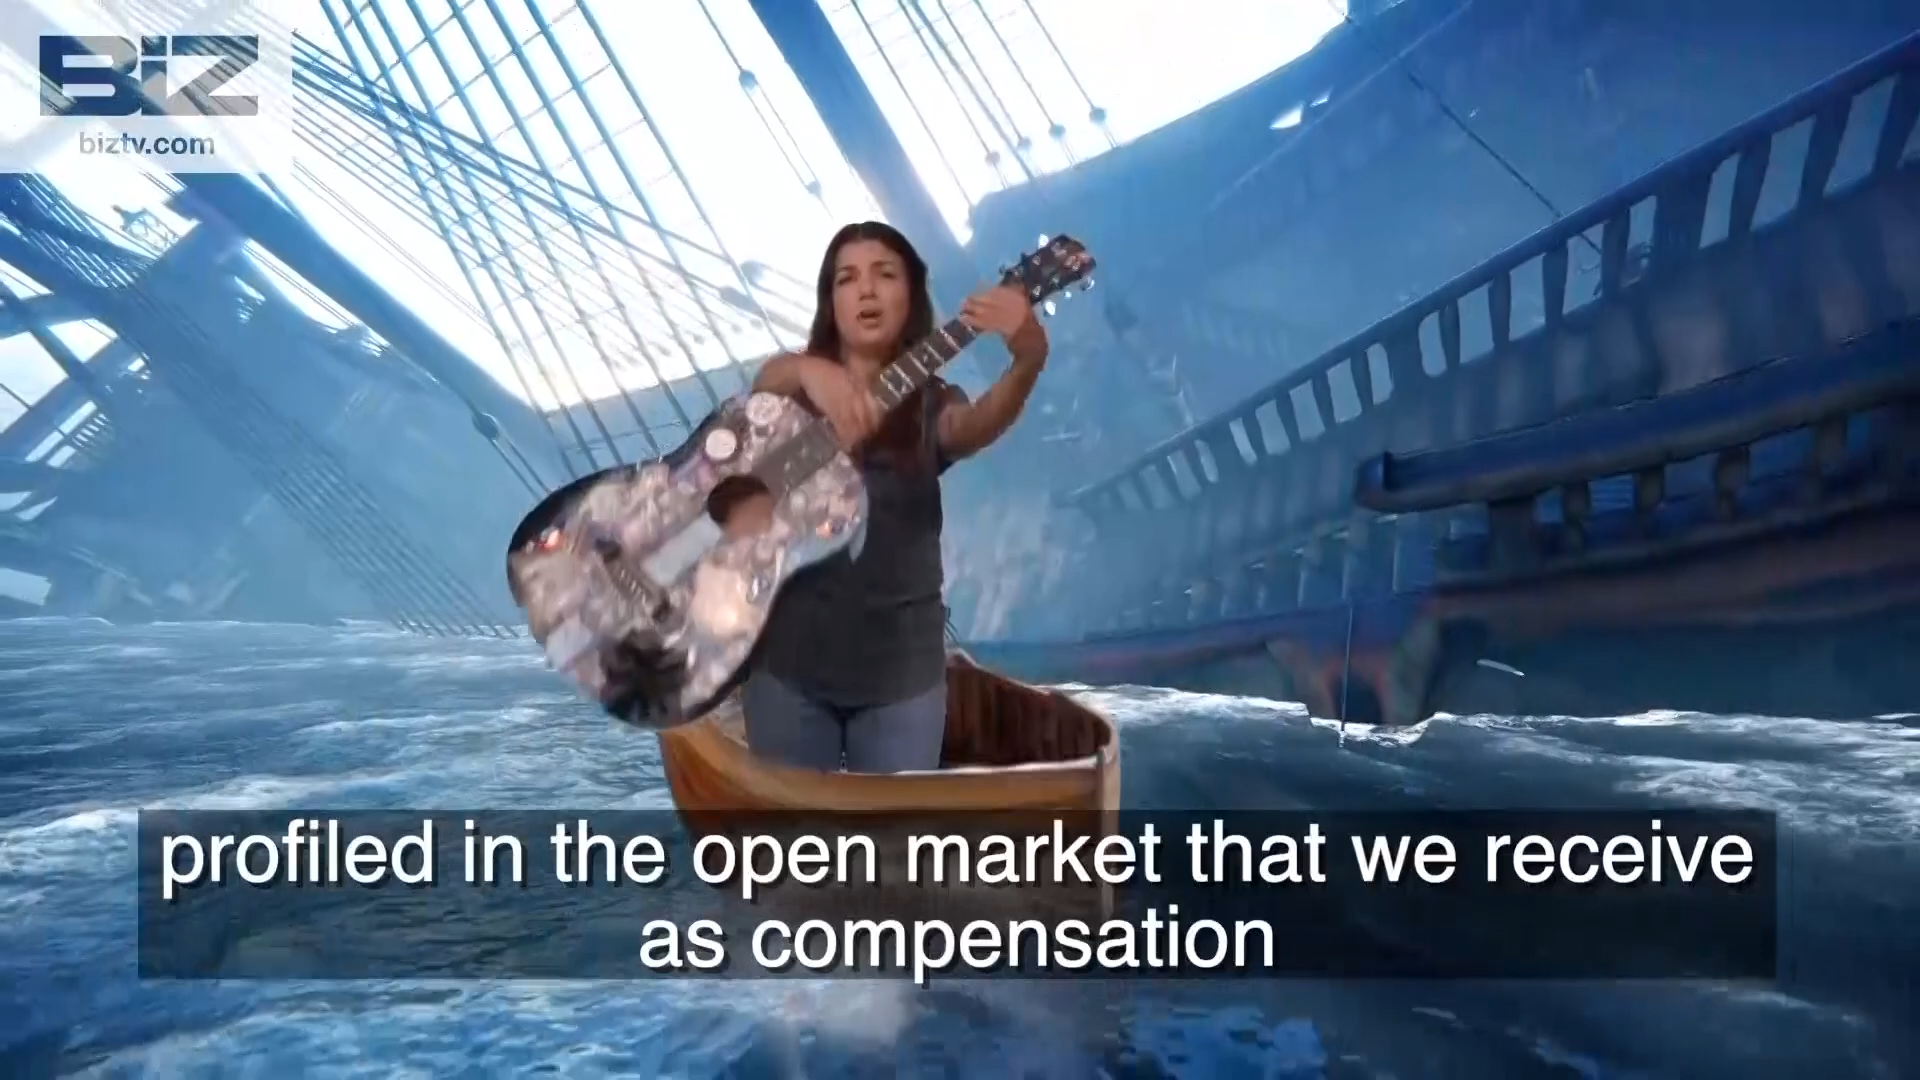 BiZ
biztv.com
profiled in the open market that we receive
as compensation